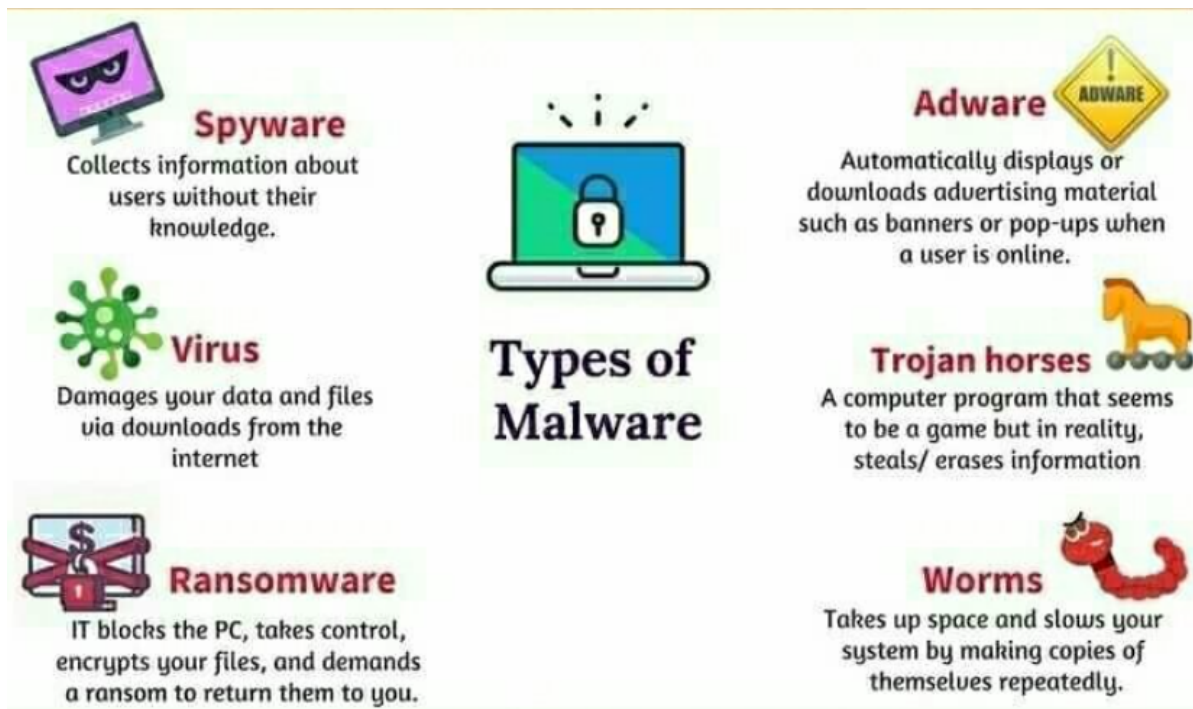 Spyware
Collects information about
users without their
knowledge.
Virus
Damages your data and files
via downloads from the
internet
Ransomware
IT blocks the PC, takes control,
encrypts your files, and demands
a ransom to return them to you.
Types of
Malware
Adware
ADWARE
Automatically displays or
downloads advertising material
such as banners or pop-ups when
a user is online.
Trojan horses
A computer program that seems
to be a game but in reality,
steals/ erases information
Worms
Takes up space and slows your
system by making copies of
themselves repeatedly.